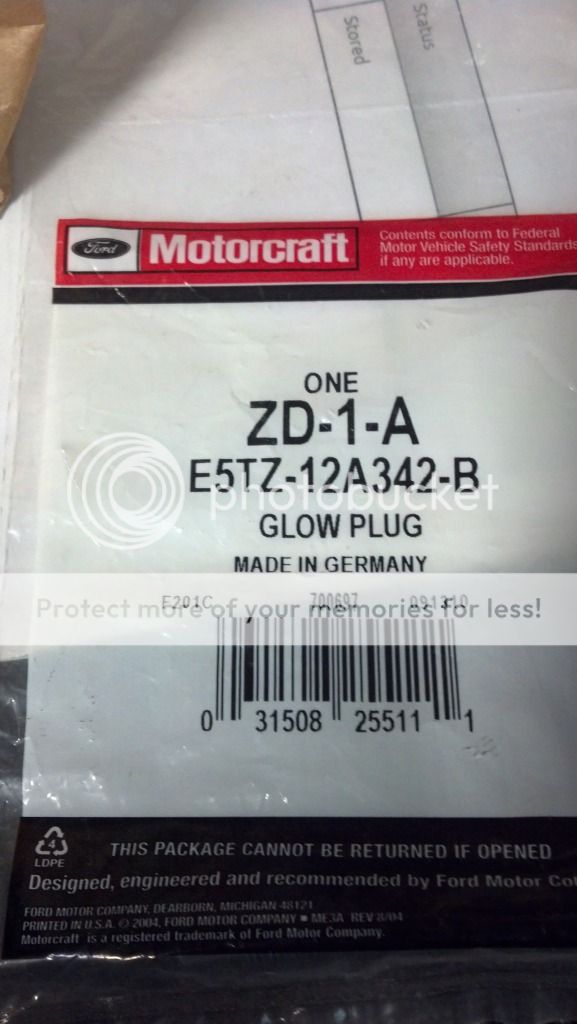 Stored
Status
Ford
Motorcraft
Contents conform to Federal
Motor Vehicle Safety Standards
if any are applicable.
ONE
ZD-1-A
E5TZ-12A342-B
photobucket
GLOW PLUG
MADE IN GERMANY
E201C 700697 091310
Protect more of your memories for less!
0 31508 25511 1
4
LDPE
THIS PACKAGE CANNOT BE RETURNED IF OPENED
Designed, engineered and recommended by Ford Motor Co
FORD MOTOR COMPANY, DEARBORN, MICHIGAN 48121
PRINTED IN U.S.A. © 2004, FORD MOTOR COMPANY ■ ME3A REV 8/04
Motorcraft is a registered trademark of Ford Motor Company.